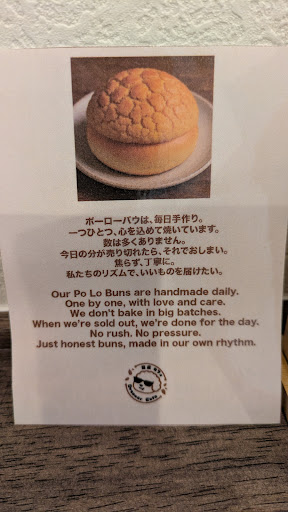 ボーローパウは、毎日手作り。
一つひとつ、心を込めて焼いています。
数は多くありません。
今日の分が売り切れたら、それでおしまい。
焦らず、丁寧に。
私たちのリズムで、いいものを届けたい。
Our Po Lo Buns are handmade daily.
One by one, with love and care.
We don't bake in big batches.
When we're sold out, we're done for the day.
No rush. No pressure.
Just honest buns, made in our own rhythm.